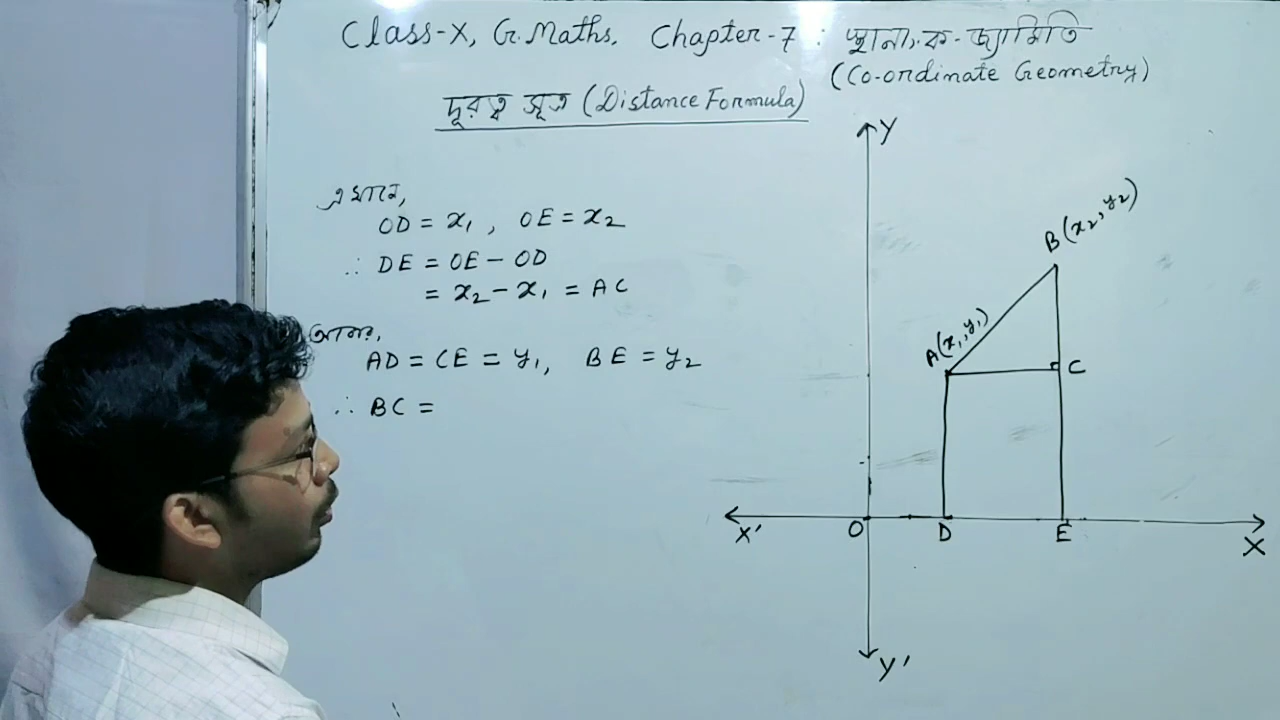 Class-X, G. Maths. Chapter-7 : স্থানাংক-জ্যামিতি
(Co-ordinate Geometry)
দূরত্ব সূত্র (Distance Formula)
এখানে,
OD = x₁, OE = x₂
∴ DE = OE - OD
= x₂ - x₁ = AC
আবার,
AD = CE = y₁, BE = y₂
∴ BC =
Y
B(x₂, y₂)
A(x₁, y₁)
C
X'
O
D
E
X
Y'